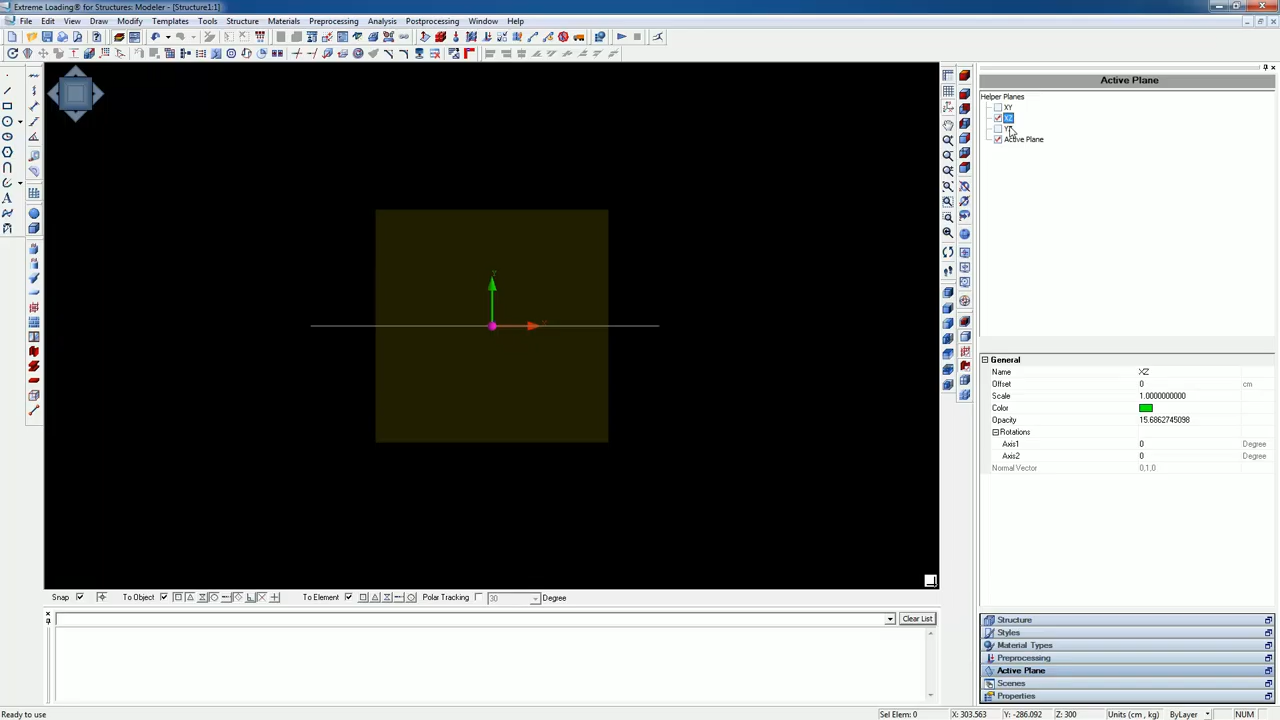 Extreme Loading® for Structures: Modeler - [Structure1:1]
File Edit View Draw Modify Templates Tools Structure Materials Preprocessing Analysis Postprocessing Window Help
Active Plane
Helper Planes
XY
XZ
Active Plane
Y
General
Name XZ
Offset 0 cm
Scale 1.0000000000
Color
Opacity 15.6862745098
Rotations
Axis1 0 Degree
Axis2 0 Degree
Normal Vector 0,1,0
Snap To Object To Element Polar Tracking 30 Degree
Clear List
Structure
Styles
Material Types
Preprocessing
Active Plane
Scenes
Properties
Ready to use Sel Elem: 0 X: 303.563 Y: -286.092 Z: 300 Units (cm , kg) ByLayer NUM